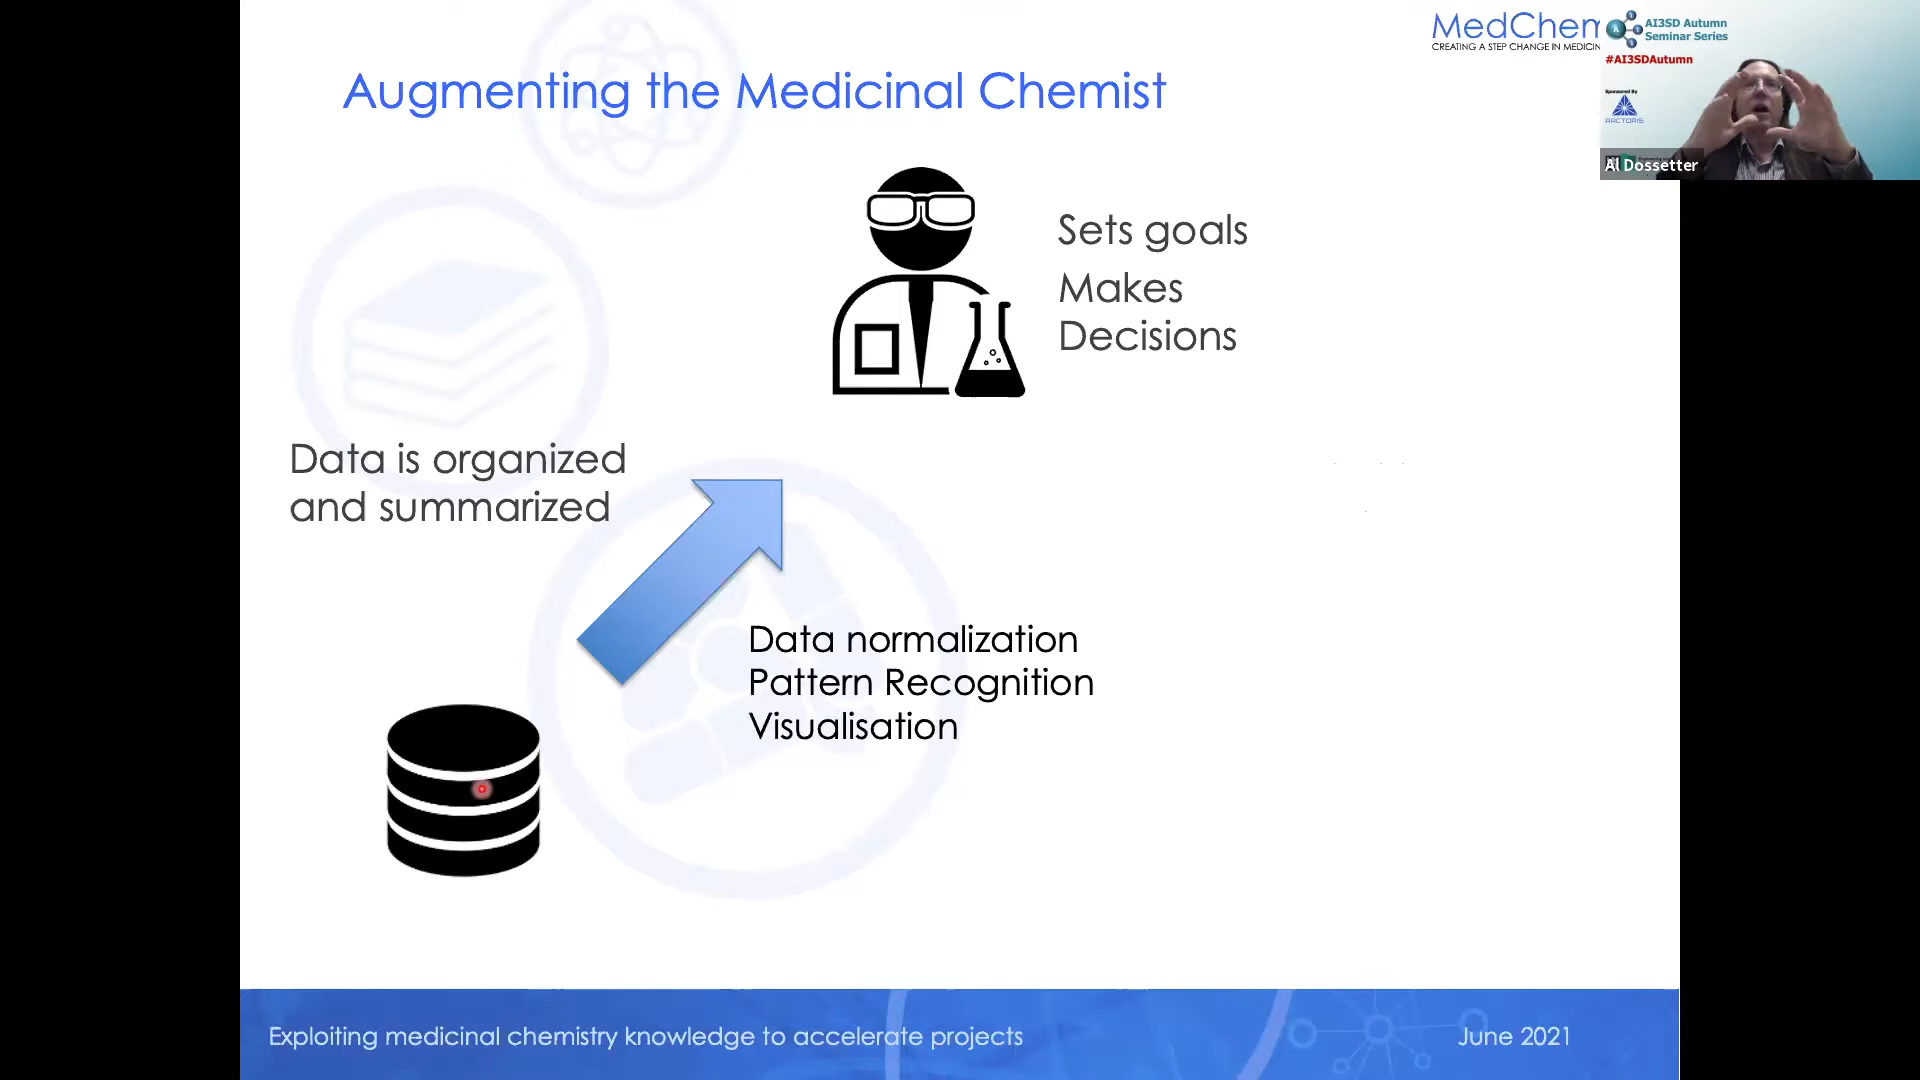 MedChem
CREATING A STEP CHANGE IN MEDICIN
AI3SD Autumn
Seminar Series
#AI3SDAutumn
Sponsored By
ARCTORIS
Al Dossetter
Augmenting the Medicinal Chemist
Sets goals
Makes
Decisions
Data is organized
and summarized
Data normalization
Pattern Recognition
Visualisation
Exploiting medicinal chemistry knowledge to accelerate projects
June 2021